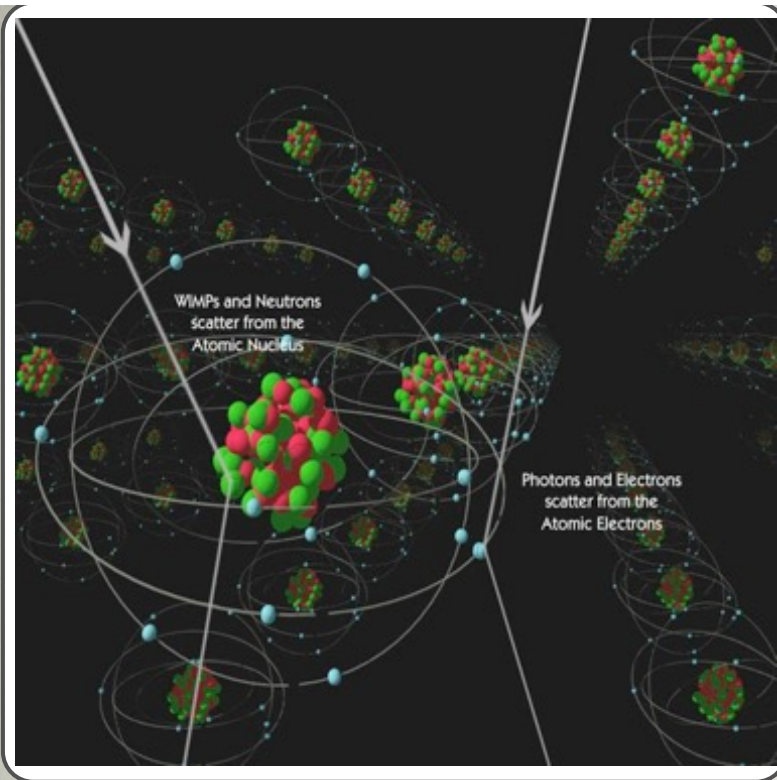 WIMPs and Neutrons
scatter from the
Atomic Nucleus
Photons and Electrons
scatter from the
Atomic Electrons